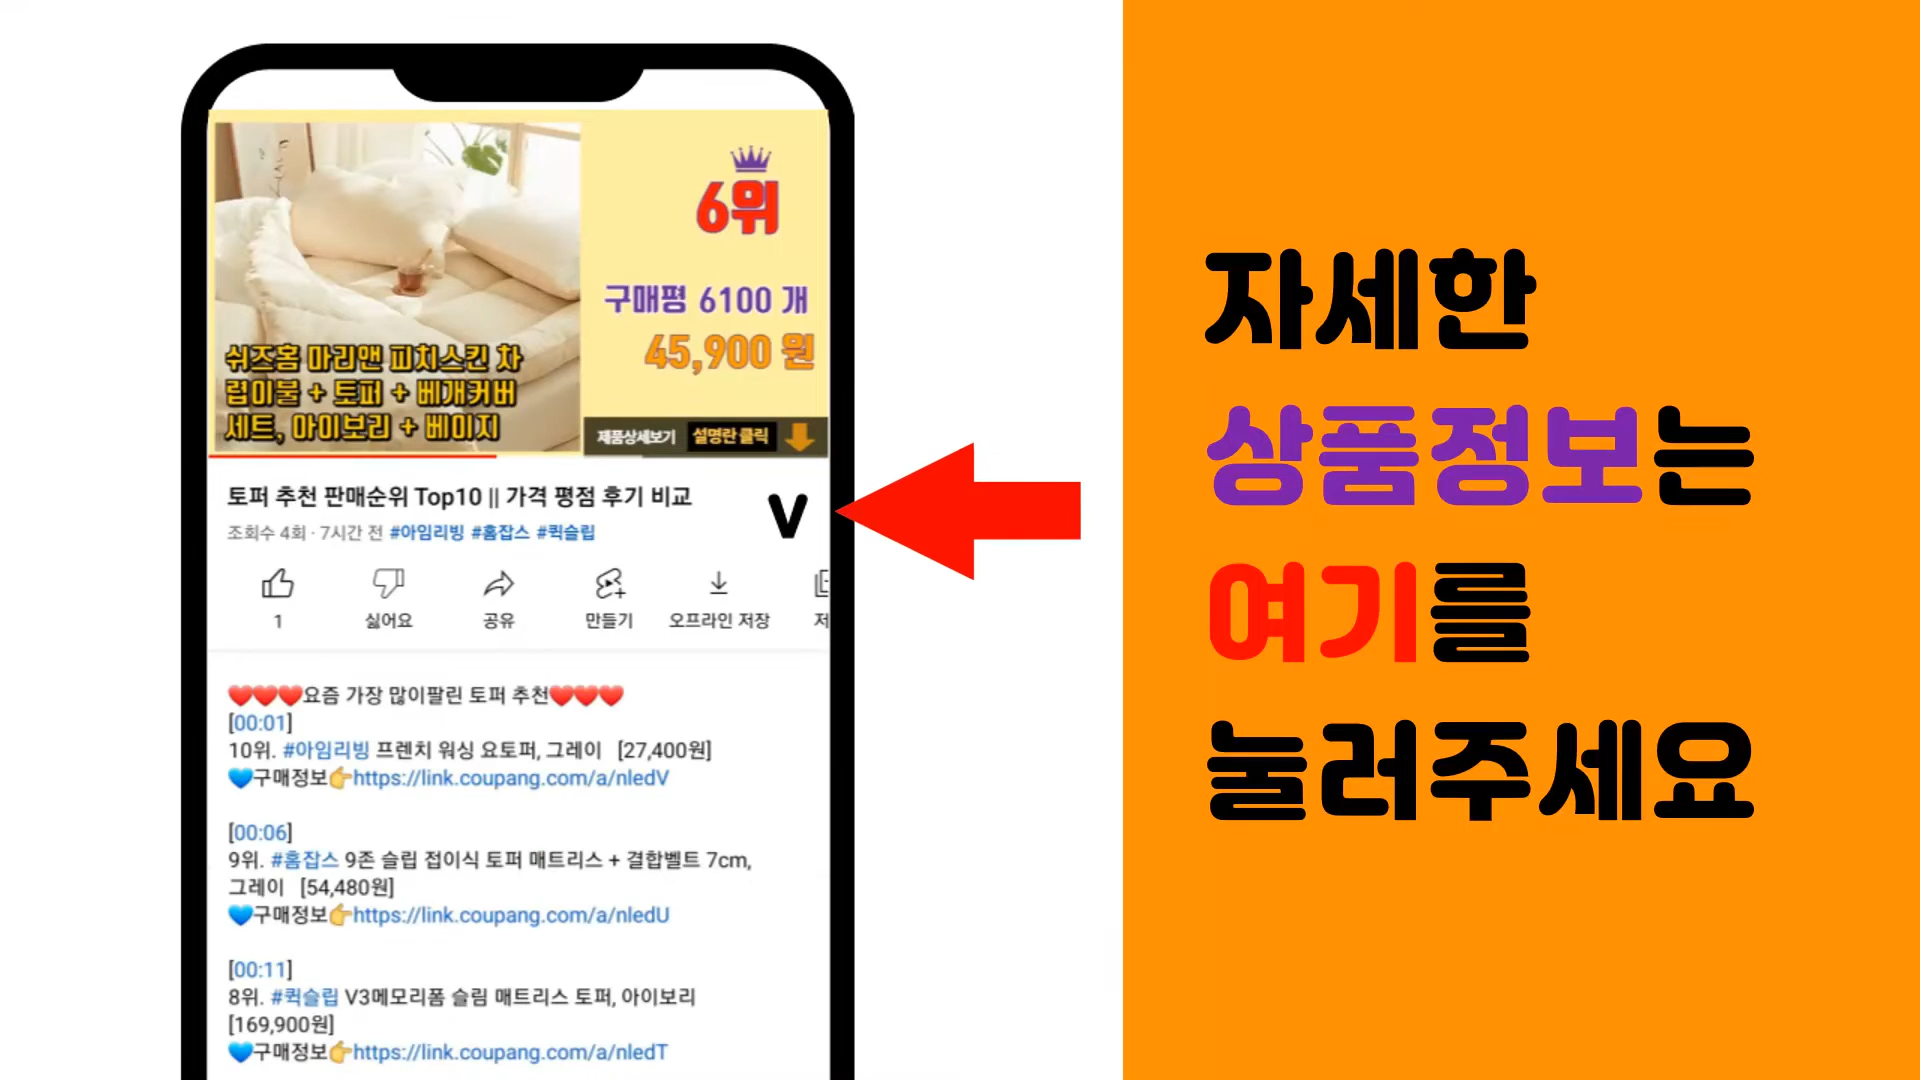 6위
구매평 6100 개
45,900 원
쉬즈홈 마리앤 피치스킨 차
렵이불 + 토퍼 + 베개커버
세트, 아이보리 + 베이지
제품상세보기 설명란 클릭
토퍼 추천 판매순위 Top10 || 가격 평점 후기 비교
V
조회수 4회 · 7시간 전 #아임리빙 #홈잡스 #퀵슬립
1 싫어요 공유 만들기 오프라인 저장 저
❤️❤️❤️요즘 가장 많이팔린 토퍼 추천❤️❤️❤️
[00:01]
10위. #아임리빙 프렌치 워싱 요토퍼, 그레이 [27,400원]
💙구매정보👉https://link.coupang.com/a/nledV
[00:06]
9위. #홈잡스 9존 슬립 접이식 토퍼 매트리스 + 결합벨트 7cm,
그레이 [54,480원]
💙구매정보👉https://link.coupang.com/a/nledU
[00:11]
8위. #퀵슬립 V3메모리폼 슬림 매트리스 토퍼, 아이보리
[169,900원]
💙구매정보👉https://link.coupang.com/a/nledT
자세한
상품정보는
여기를
눌러주세요